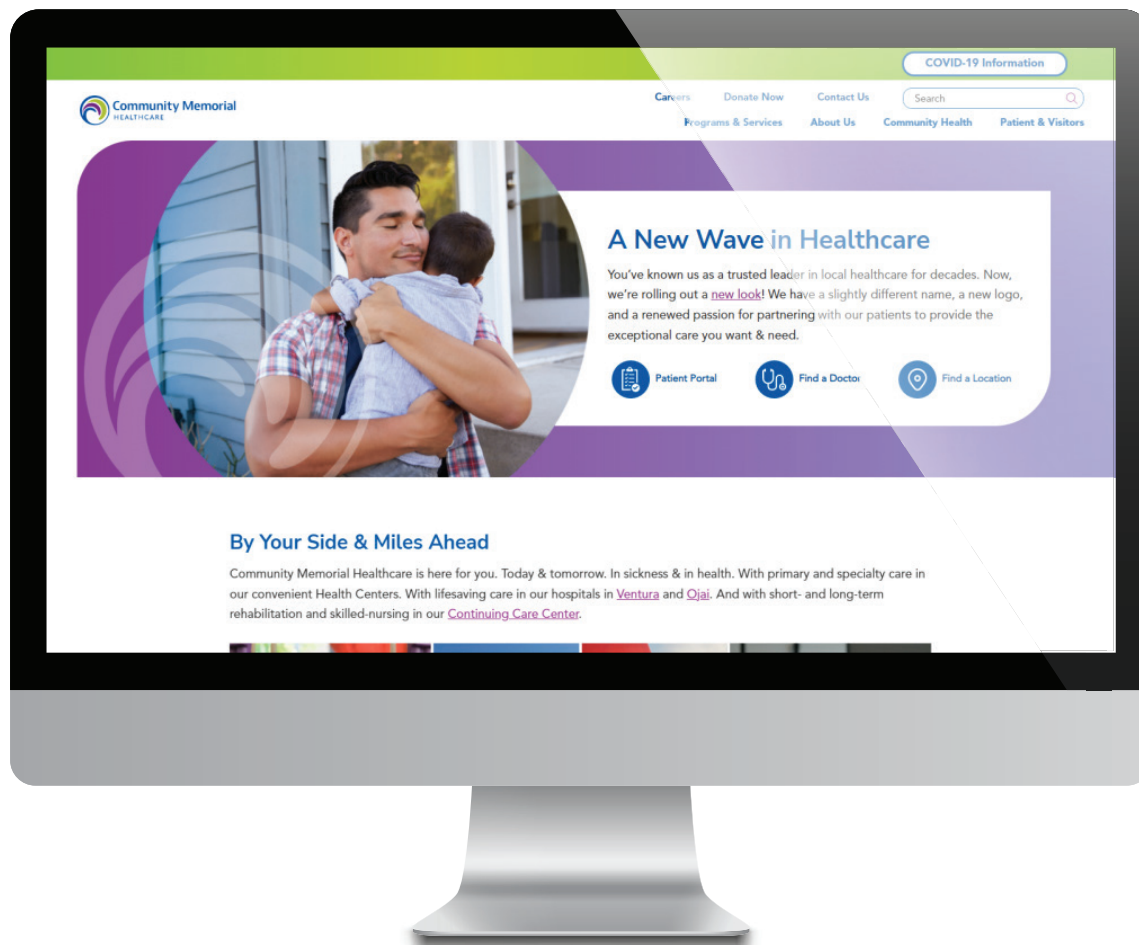 COVID-19 Information
Community Memorial
HEALTHCARE
Careers Donate Now Contact Us Search
Programs & Services About Us Community Health Patient & Visitors
A New Wave in Healthcare
You've known us as a trusted leader in local healthcare for decades. Now,
we're rolling out a new look! We have a slightly different name, a new logo,
and a renewed passion for partnering with our patients to provide the
exceptional care you want & need.
Patient Portal Find a Doctor Find a Location
By Your Side & Miles Ahead
Community Memorial Healthcare is here for you. Today & tomorrow. In sickness & in health. With primary and specialty care in
our convenient Health Centers. With lifesaving care in our hospitals in Ventura and Ojai. And with short- and long-term
rehabilitation and skilled-nursing in our Continuing Care Center.